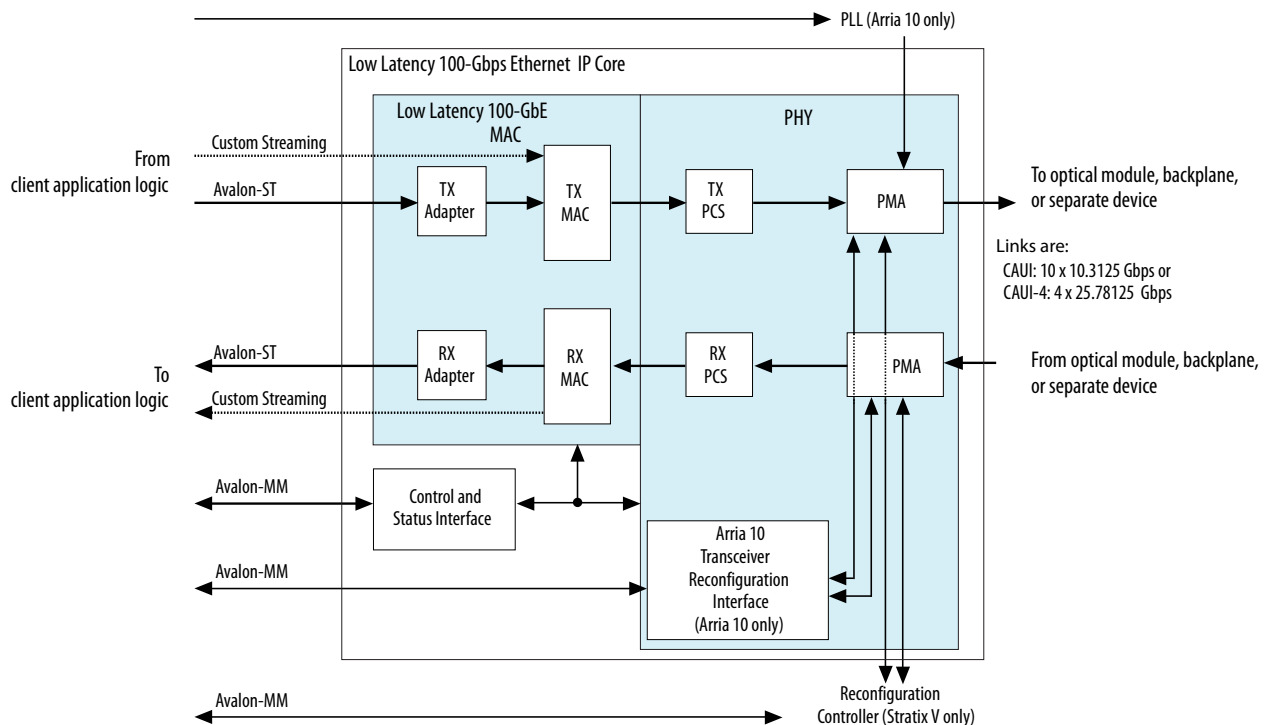 PLL (Arria 10 only)
Low Latency 100-Gbps Ethernet IP Core
Low Latency 100-GbE
MAC
PHY
Custom Streaming
From
client application logic
Avalon-ST
TX
Adapter
TX
MAC
TX
PCS
PMA
To optical module, backplane,
or separate device
Links are:
CAUI: 10 x 10.3125 Gbps or
CAUI-4: 4 x 25.78125 Gbps
Avalon-ST
To
client application logic
Custom Streaming
RX
Adapter
RX
MAC
RX
PCS
PMA
From optical module, backplane,
or separate device
Avalon-MM
Control and
Status Interface
Avalon-MM
Arria 10
Transceiver
Reconfiguration
Interface
(Arria 10 only)
Avalon-MM
Reconfiguration
Controller (Stratix V only)